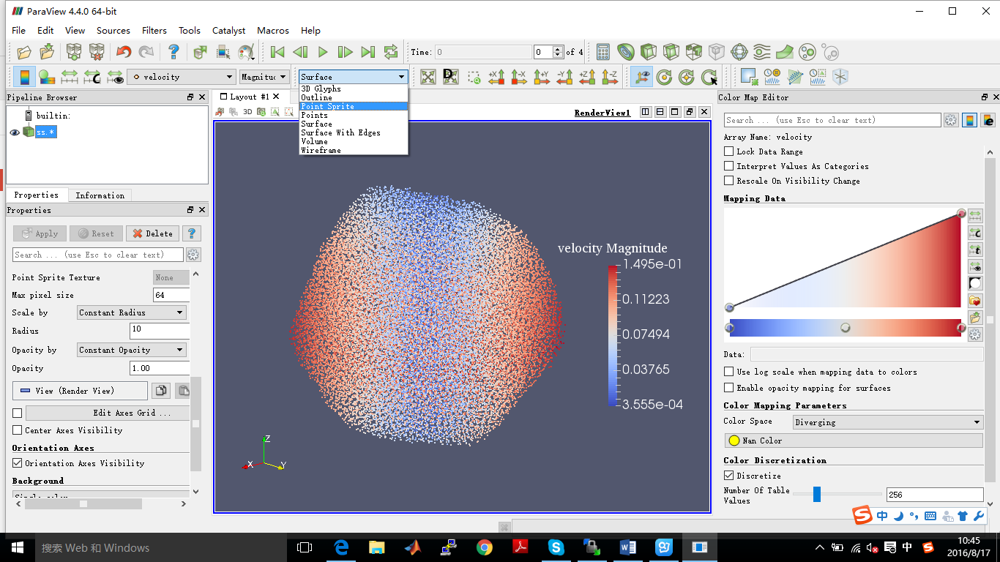 ParaView 4.4.0 64-bit
File Edit View Sources Filters Tools Catalyst Macros Help
Time: 0 0 of 4
velocity Magnitu Surface
3D Glyphs
Outline
Point Sprite
Points
Surface
Surface With Edges
Volume
Wireframe
Pipeline Browser
builtin:
ss.*
Properties Information
Properties
Apply Reset Delete ?
Search ... (use Esc to clear text)
Point Sprite Texture None
Max pixel size 64
Scale by Constant Radius
Radius 10
Opacity by Constant Opacity
Opacity 1.00
View (Render View)
Edit Axes Grid ...
Center Axes Visibility
Orientation Axes
Orientation Axes Visibility
Background
Layout #1
3D
RenderView1
velocity Magnitude
1.495e-01
0.11223
0.07494
0.03765
3.555e-04
Z
X
Y
Color Map Editor
Search ... (use Esc to clear text)
Array Name: velocity
Lock Data Range
Interpret Values As Categories
Rescale On Visibility Change
Mapping Data
Data:
Use log scale when mapping data to colors
Enable opacity mapping for surfaces
Color Mapping Parameters
Color Space Diverging
Nan Color
Color Discretization
Discretize
Number Of Table
Values
256
中
搜索 Web 和 Windows
中
10:45
2016/8/17